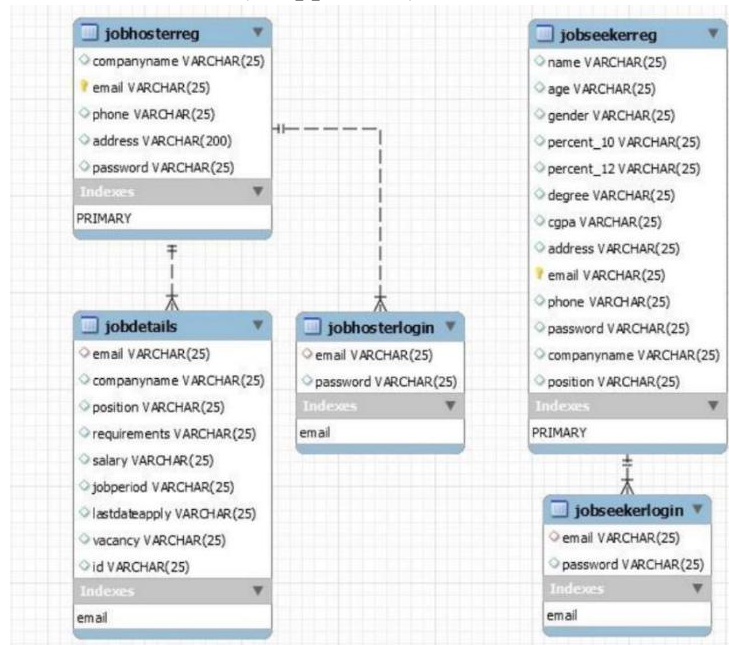 jobhosterreg
companyname VARCHAR(25)
email VARCHAR(25)
phone VARCHAR(25)
address VARCHAR(200)
password VARCHAR(25)
Indexes
PRIMARY
jobdetails
email VARCHAR(25)
companyname VARCHAR(25)
position VARCHAR(25)
requirements VARCHAR(25)
salary VARCHAR(25)
jobperiod VARCHAR(25)
lastdateapply VARCHAR(25)
vacancy VARCHAR(25)
id VARCHAR(25)
Indexes
email
jobhosterlogin
email VARCHAR(25)
password VARCHAR(25)
Indexes
email
jobseekerreg
name VARCHAR(25)
age VARCHAR(25)
gender VARCHAR(25)
percent_10 VARCHAR(25)
percent_12 VARCHAR(25)
degree VARCHAR(25)
cgpa VARCHAR(25)
address VARCHAR(25)
email VARCHAR(25)
phone VARCHAR(25)
password VARCHAR(25)
companyname VARCHAR(25)
position VARCHAR(25)
Indexes
PRIMARY
jobseekerlogin
email VARCHAR(25)
password VARCHAR(25)
Indexes
email